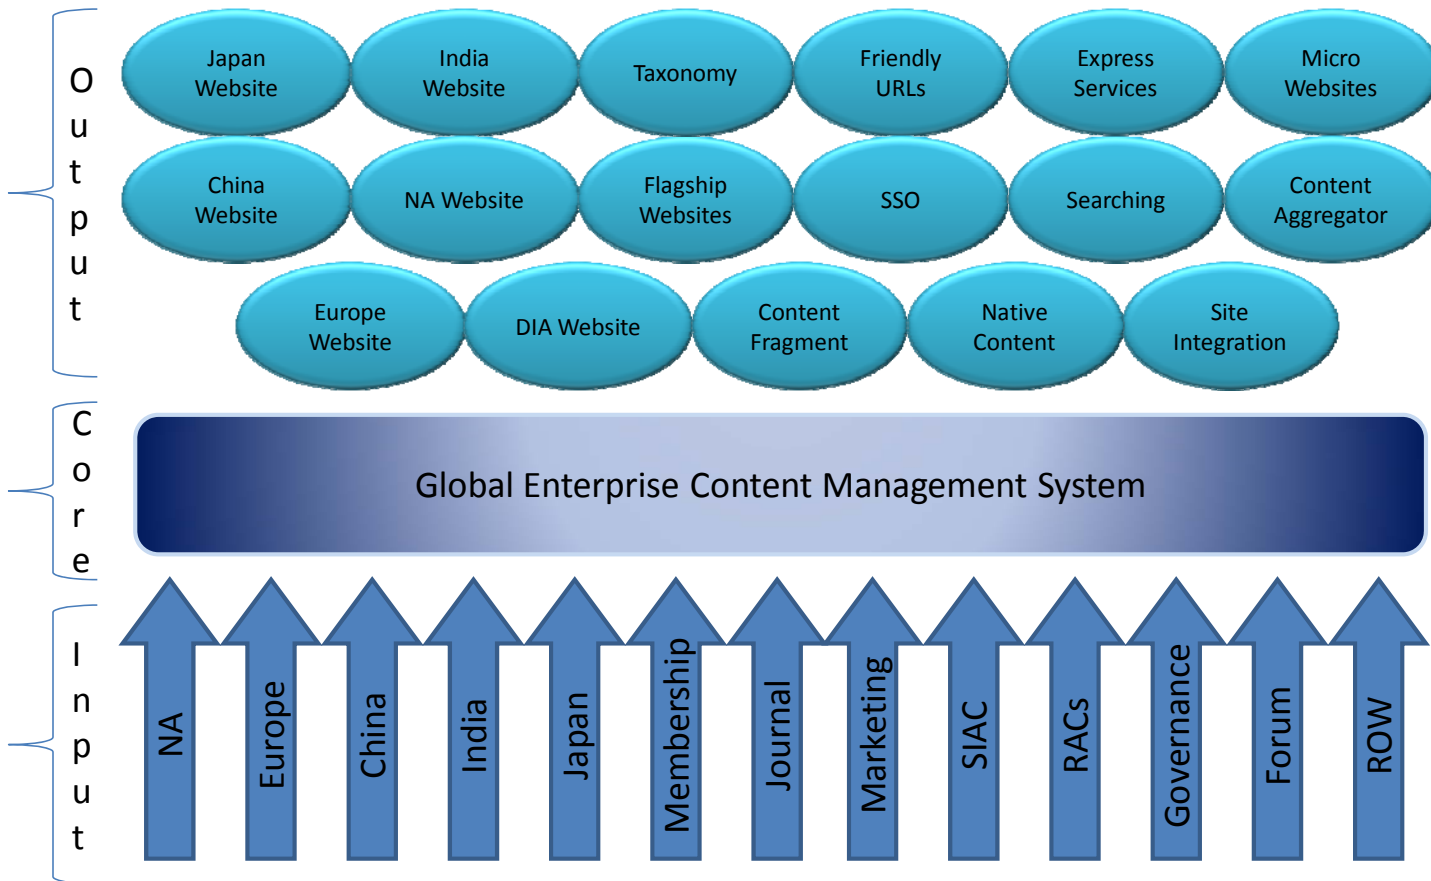 Output
Japan
Website
India
Website
Taxonomy
Friendly
URLs
Express
Services
Micro
Websites
China
Website
NA Website
Flagship
Websites
SSO
Searching
Content
Aggregator
Europe
Website
DIA Website
Content
Fragment
Native
Content
Site
Integration
Core
Global Enterprise Content Management System
Input
NA
Europe
China
India
Japan
Membership
Journal
Marketing
SIAC
RACs
Governance
Forum
ROW